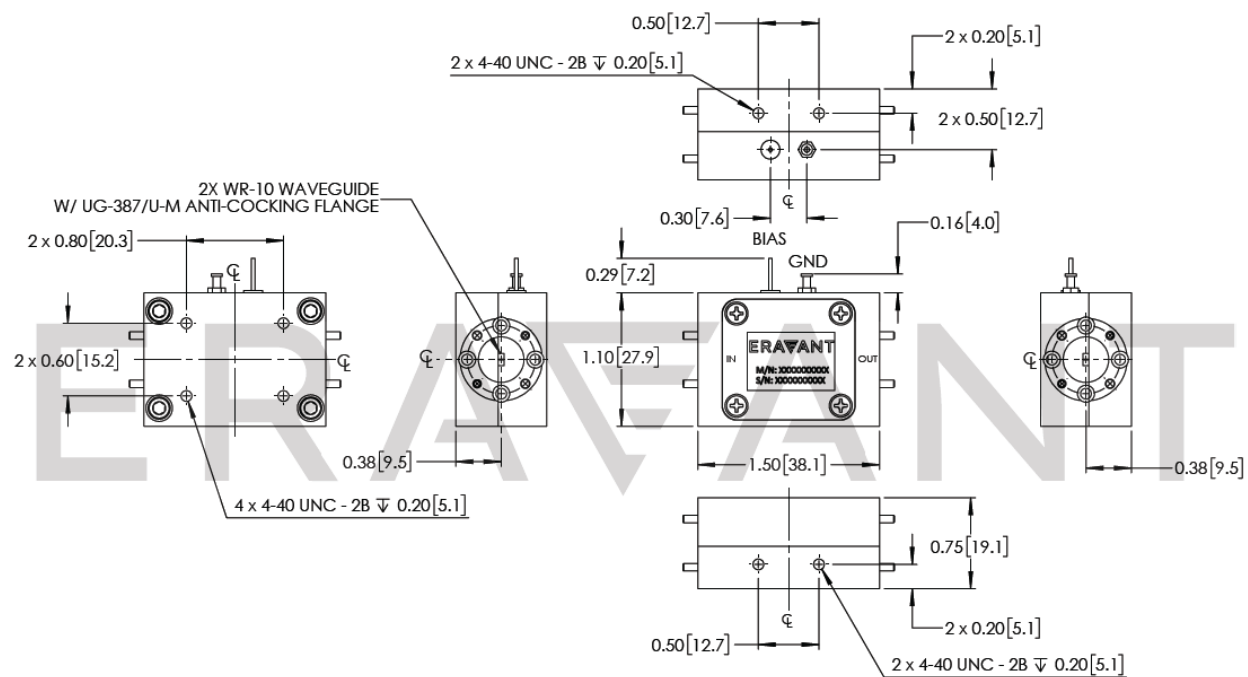 0.50[12.7]
2 x 0.20[5.1]
2 x 4-40 UNC - 2B ↧ 0.20[5.1]
2 x 0.50[12.7]
℄
0.30[7.6]
2X WR-10 WAVEGUIDE
W/ UG-387/U-M ANTI-COCKING FLANGE
2 x 0.80[20.3]
℄
2 x 0.60[15.2]
℄
4 x 4-40 UNC - 2B ↧ 0.20[5.1]
℄
0.38[9.5]
BIAS
GND
0.16[4.0]
0.29[7.2]
1.10[27.9]
ERAVANT
IN
OUT
M/N: XXXXXXXXXX
S/N: XXXXXXXXXX
1.50[38.1]
℄
0.38[9.5]
0.75[19.1]
℄
0.50[12.7]
2 x 0.20[5.1]
2 x 4-40 UNC - 2B ↧ 0.20[5.1]
ERAVANT